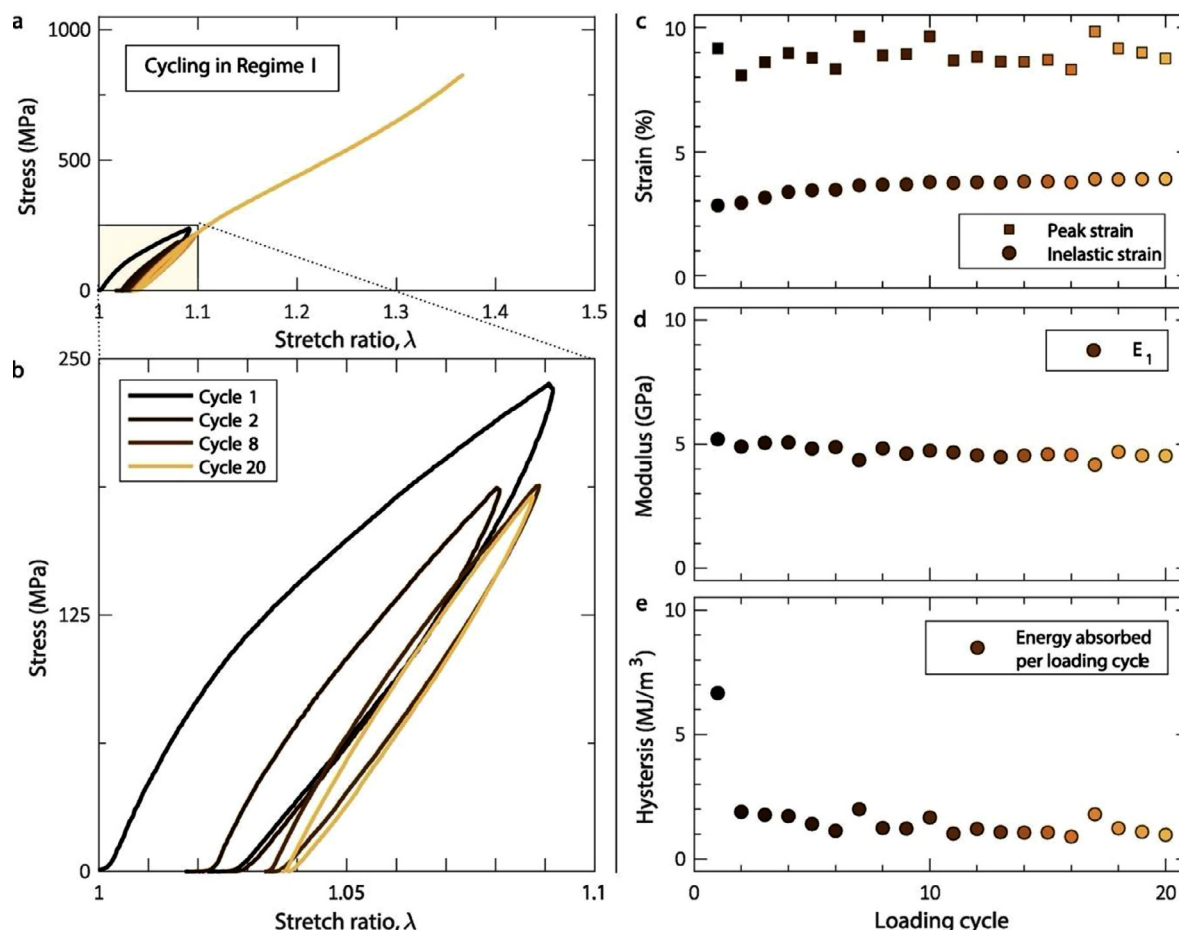 a
1000
500
0
Stress (MPa)
Cycling in Regime I
1
1.1
1.2
1.3
1.4
1.5
Stretch ratio, λ
b
250
125
0
Stress (MPa)
Cycle 1
Cycle 2
Cycle 8
Cycle 20
1
1.05
1.1
Stretch ratio, λ
c
10
5
0
Strain (%)
Peak strain
Inelastic strain
d
10
5
0
Modulus (GPa)
E1
e
10
5
0
Hystersis (MJ/m3)
Energy absorbed
per loading cycle
0
10
20
Loading cycle